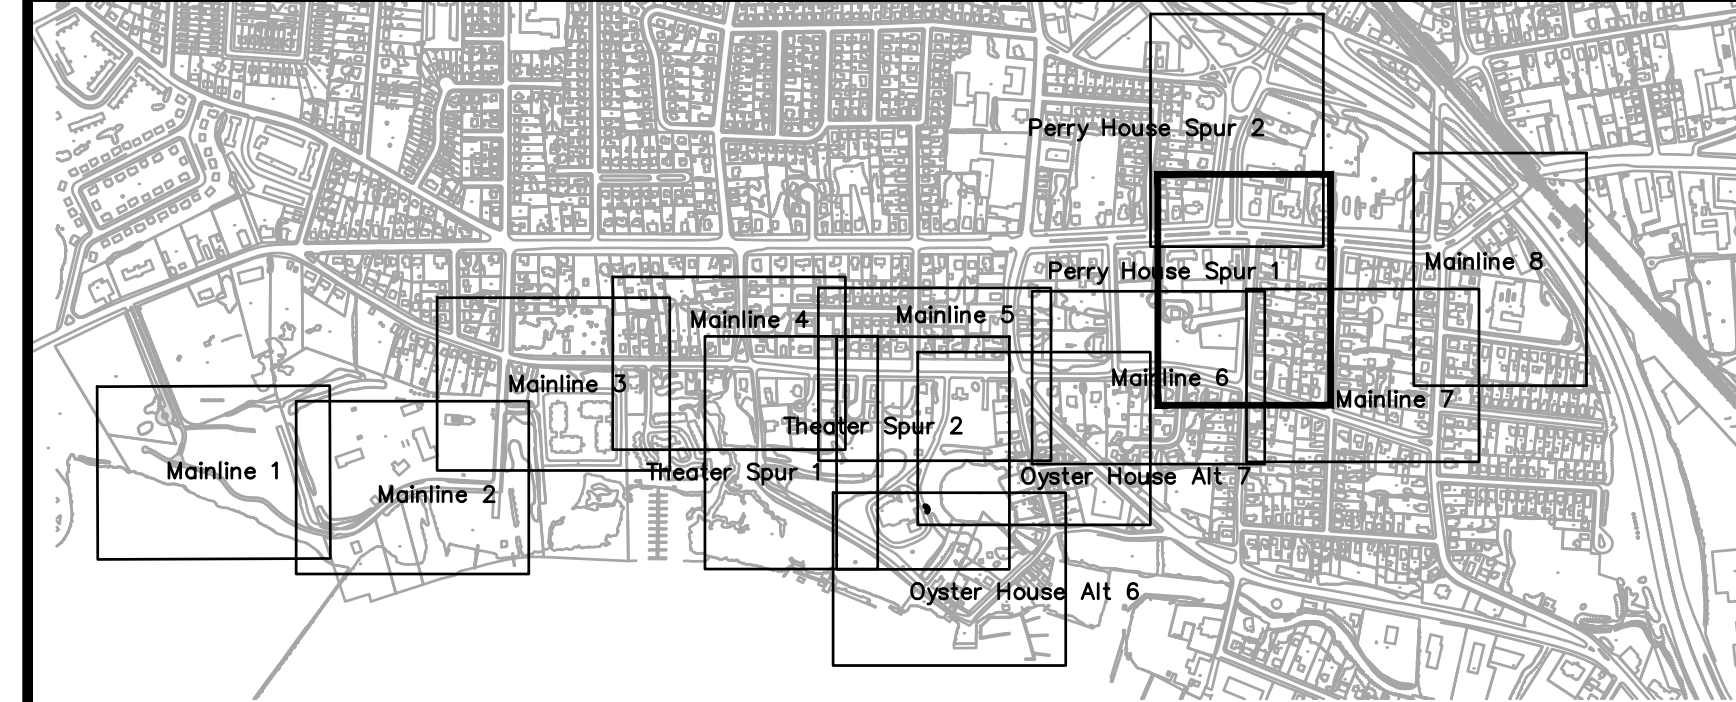 Perry House Spur 2
Mainline 8
Perry House Spur 1
Mainline 5
Mainline 4
Mainline 6
Mainline 3
Mainline 7
Theater Spur 2
Mainline 1
Theater Spur 1
Oyster House Alt 7
Mainline 2
Oyster House Alt 6